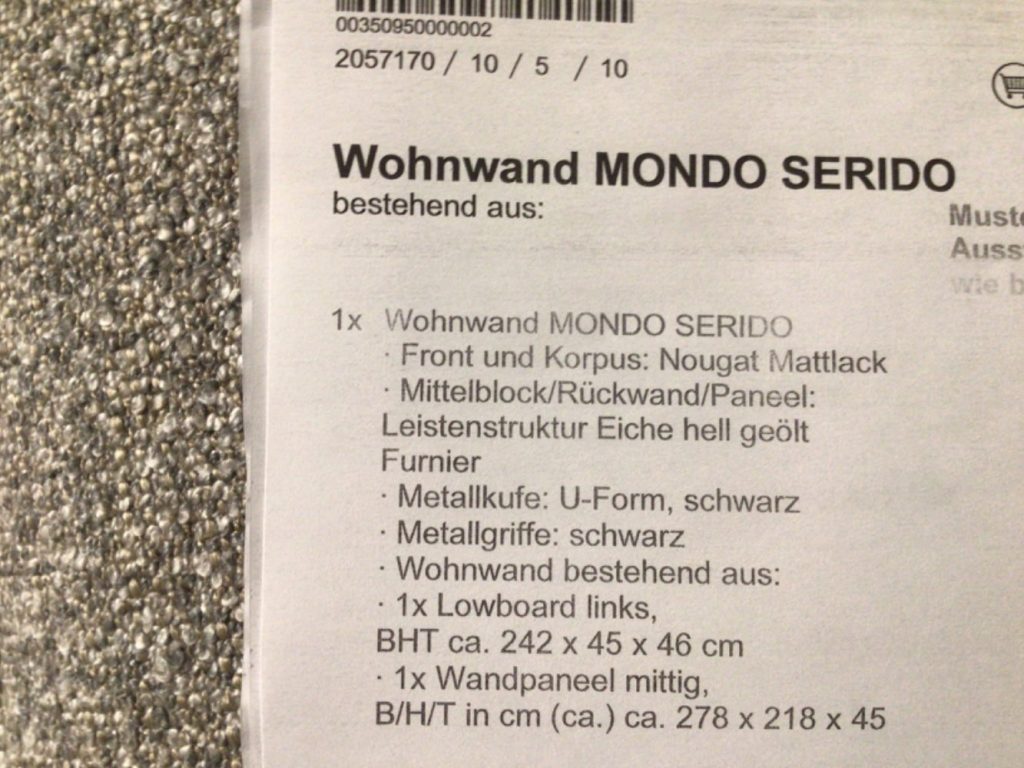 00350950000002
2057170 / 10 / 5 / 10
Wohnwand MONDO SERIDO
bestehend aus:
1x Wohnwand MONDO SERIDO
· Front und Korpus: Nougat Mattlack
· Mittelblock/Rückwand/Paneel:
Leistenstruktur Eiche hell geölt
Furnier
· Metallkufe: U-Form, schwarz
· Metallgriffe: schwarz
· Wohnwand bestehend aus:
· 1x Lowboard links,
BHT ca. 242 x 45 x 46 cm
· 1x Wandpaneel mittig,
B/H/T in cm (ca.) ca. 278 x 218 x 45
wie